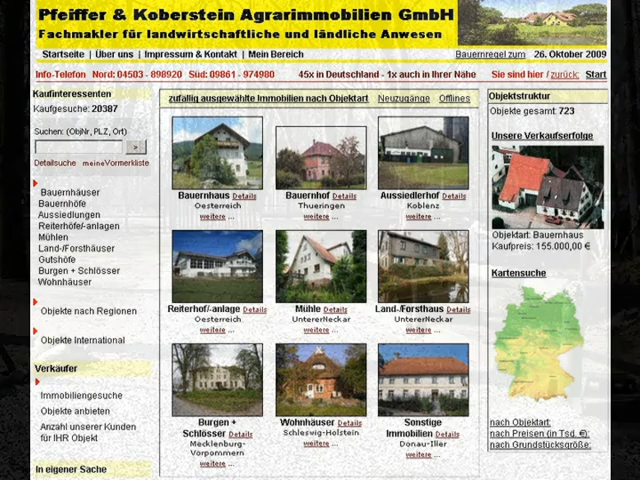 Pfeiffer & Koberstein Agrarimmobilien GmbH
Fachmakler für landwirtschaftliche und ländliche Anwesen
Startseite | Über uns | Impressum & Kontakt | Mein Bereich
Bauernregel zum 26. Oktober 2009
Info-Telefon Nord: 04503 - 898920 Süd: 09861 - 974980 45x in Deutschland - 1x auch in Ihrer Nähe Sie sind hier / zurück: Start
Kaufinteressenten
Kaufgesuche: 20387
Suchen: (ObjNr, PLZ, Ort)
>
Detailsuche meineVormerkliste
Bauernhäuser
Bauernhöfe
Aussiedlungen
Reiterhöfe/-anlagen
Mühlen
Land-/Forsthäuser
Gutshöfe
Burgen + Schlösser
Wohnhäuser
Objekte nach Regionen
Objekte International
Verkäufer
Immobiliengesuche
Objekte anbieten
Anzahl unserer Kunden
für IHR Objekt
In eigener Sache
zufällig ausgewählte Immobilien nach Objektart Neuzugänge Offlines
Bauernhaus Details
Oesterreich
weitere ...
Bauernhof Details
Thueringen
weitere ...
Aussiedlerhof Details
Koblenz
weitere ...
Reiterhof/-anlage Details
Oesterreich
weitere ...
Mühle Details
UntererNeckar
weitere ...
Land-/Forsthaus Details
UntererNeckar
weitere ...
Burgen +
Schlösser Details
Mecklenburg-
Vorpommern
weitere ...
Wohnhäuser Details
Schleswig-Holstein
weitere ...
Sonstige
Immobilien Details
Donau-Iller
weitere ...
Objektstruktur
Objekte gesamt: 723
Unsere Verkaufserfolge
Objektart: Bauernhaus
Kaufpreis: 155.000,00 €
Kartensuche
nach Objektart:
nach Preisen (in Tsd. €):
nach Grundstücksgröße: